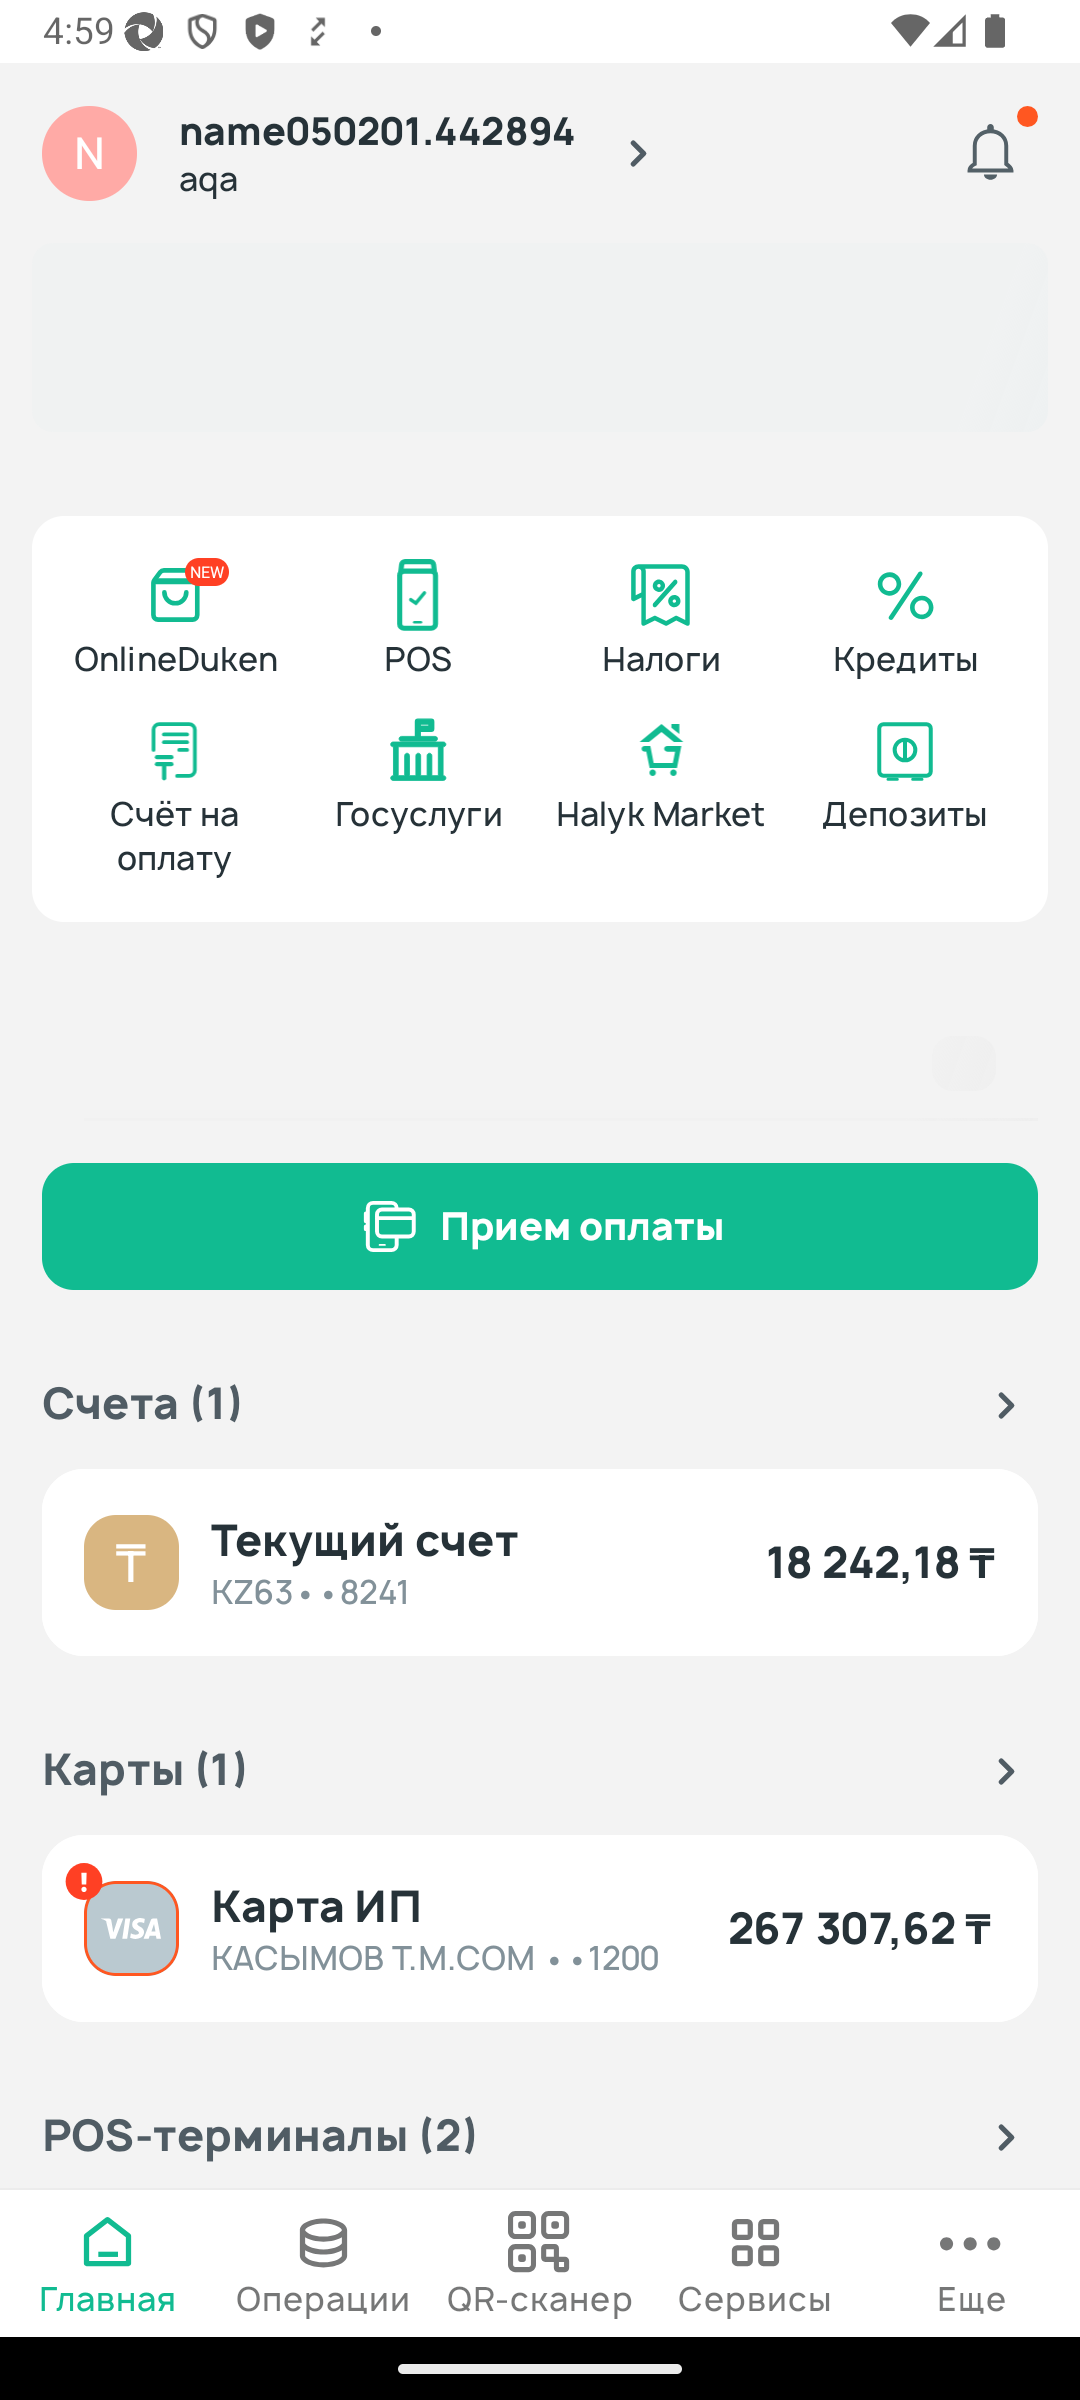 4:59
N
name050201.442894
aqa
NEW
OnlineDuken
POS
Налоги
Кредиты
Счёт на
оплату
Госуслуги
Halyk Market
Депозиты
Прием оплаты
Счета (1)
₸
Текущий счет
KZ63••8241
18 242,18 ₸
Карты (1)
!
VISA
Карта ИП
КАСЫМОВ Т.М.COM ••1200
267 307,62 ₸
POS-терминалы (2)
Главная
Операции
QR-сканер
Сервисы
Еще